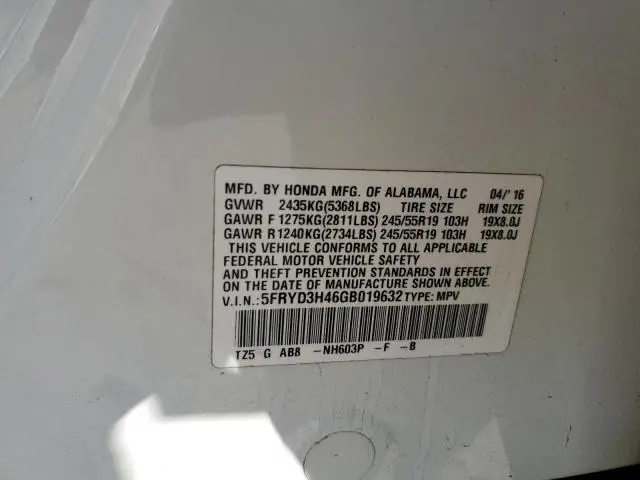 MFD. BY HONDA MFG. OF ALABAMA, LLC 04/'16
GVWR 2435KG(5368LBS) TIRE SIZE RIM SIZE
GAWR F 1275KG(2811LBS) 245/55R19 103H 19X8.0J
GAWR R 1240KG(2734LBS) 245/55R19 103H 19X8.0J
THIS VEHICLE CONFORMS TO ALL APPLICABLE
FEDERAL MOTOR VEHICLE SAFETY
AND THEFT PREVENTION STANDARDS IN EFFECT
ON THE DATE OF MANUFACTURE SHOWN ABOVE.
V.I.N.:5FRYD3H46GB019632 TYPE: MPV
TZ5 G AB8 -NH603P -F -B